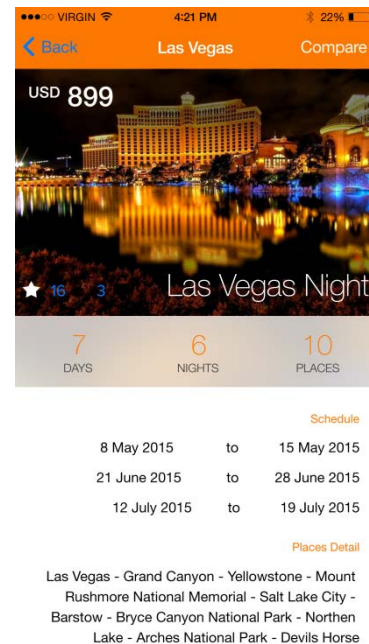 VIRGIN 4:21 PM 22%
Back Las Vegas Compare
USD 899
16 3 Las Vegas Night
7 6 10
DAYS NIGHTS PLACES
Schedule
8 May 2015 to 15 May 2015
21 June 2015 to 28 June 2015
12 July 2015 to 19 July 2015
Places Detail
Las Vegas - Grand Canyon - Yellowstone - Mount
Rushmore National Memorial - Salt Lake City -
Barstow - Bryce Canyon National Park - Northen
Lake - Arches National Park - Devils Horse